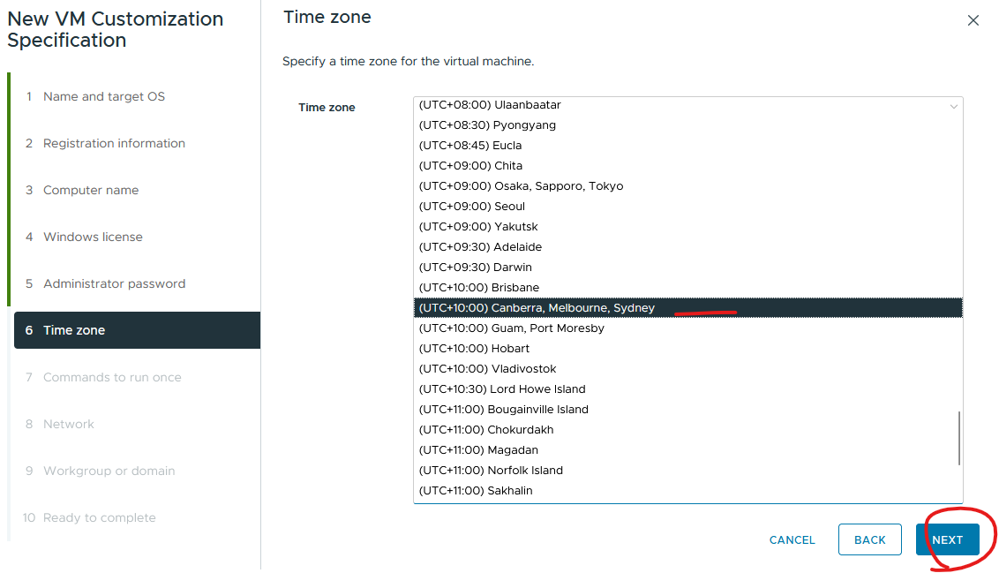 New VM Customization
Specification
1 Name and target OS
2 Registration information
3 Computer name
4 Windows license
5 Administrator password
6 Time zone
7 Commands to run once
8 Network
9 Workgroup or domain
10 Ready to complete
Time zone
Specify a time zone for the virtual machine.
Time zone
(UTC+08:00) Ulaanbaatar
(UTC+08:30) Pyongyang
(UTC+08:45) Eucla
(UTC+09:00) Chita
(UTC+09:00) Osaka, Sapporo, Tokyo
(UTC+09:00) Seoul
(UTC+09:00) Yakutsk
(UTC+09:30) Adelaide
(UTC+09:30) Darwin
(UTC+10:00) Brisbane
(UTC+10:00) Canberra, Melbourne, Sydney
(UTC+10:00) Guam, Port Moresby
(UTC+10:00) Hobart
(UTC+10:00) Vladivostok
(UTC+10:30) Lord Howe Island
(UTC+11:00) Bougainville Island
(UTC+11:00) Chokurdakh
(UTC+11:00) Magadan
(UTC+11:00) Norfolk Island
(UTC+11:00) Sakhalin
CANCEL BACK NEXT